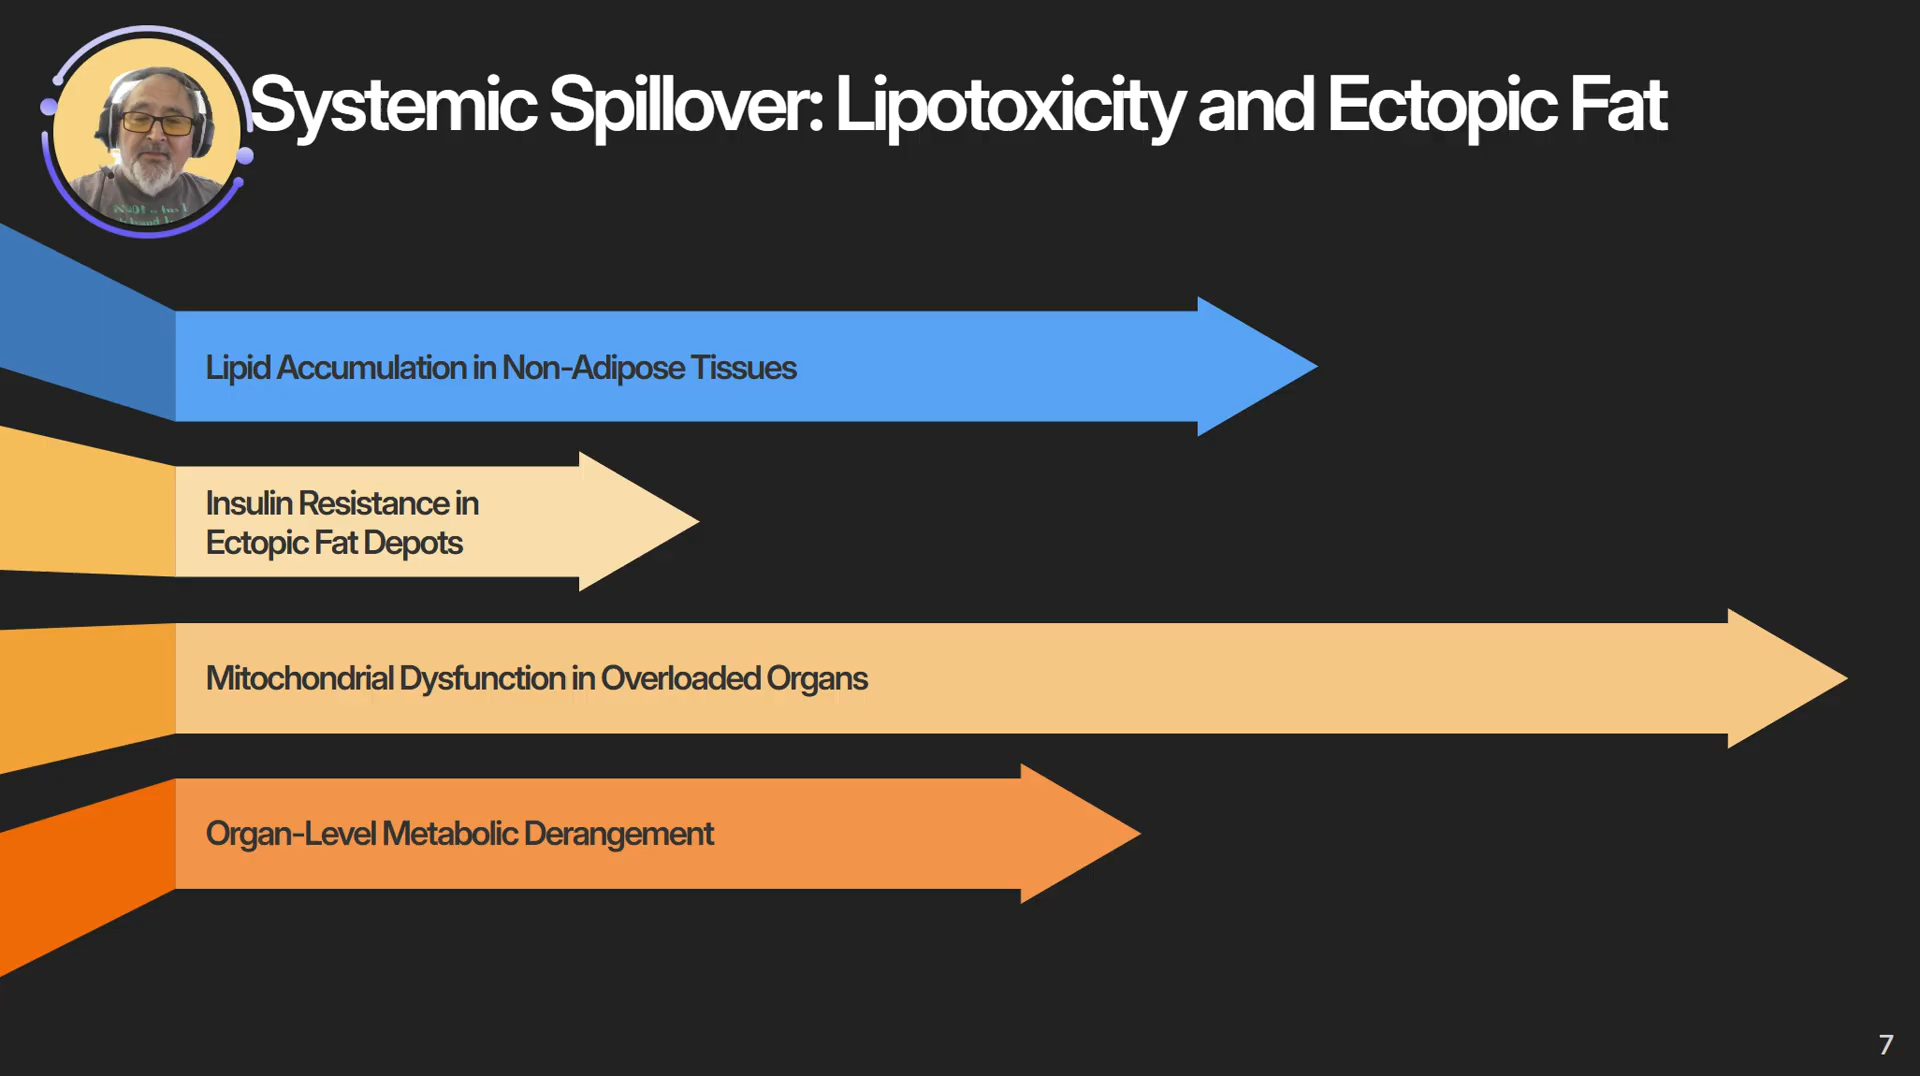 Systemic Spillover: Lipotoxicity and Ectopic Fat
Lipid Accumulation in Non-Adipose Tissues
Insulin Resistance in
Ectopic Fat Depots
Mitochondrial Dysfunction in Overloaded Organs
Organ-Level Metabolic Derangement
7